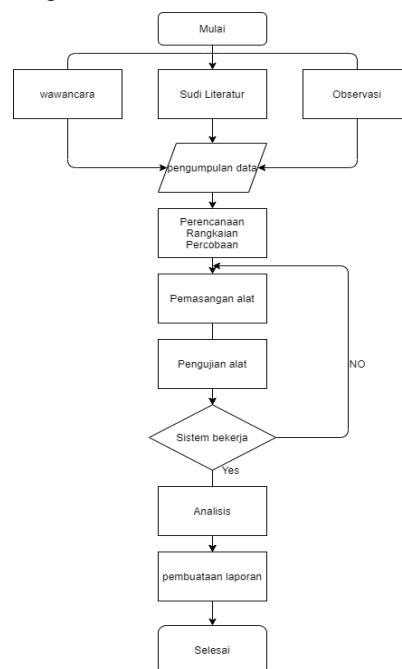 Mulai
wawancara
Sudi Literatur
Observasi
pengumpulan data
Perencanaan
Rangkaian
Percobaan
Pemasangan alat
Pengujian alat
NO
Sistem bekerja
Yes
Analisis
pembuataan laporan
Selesai